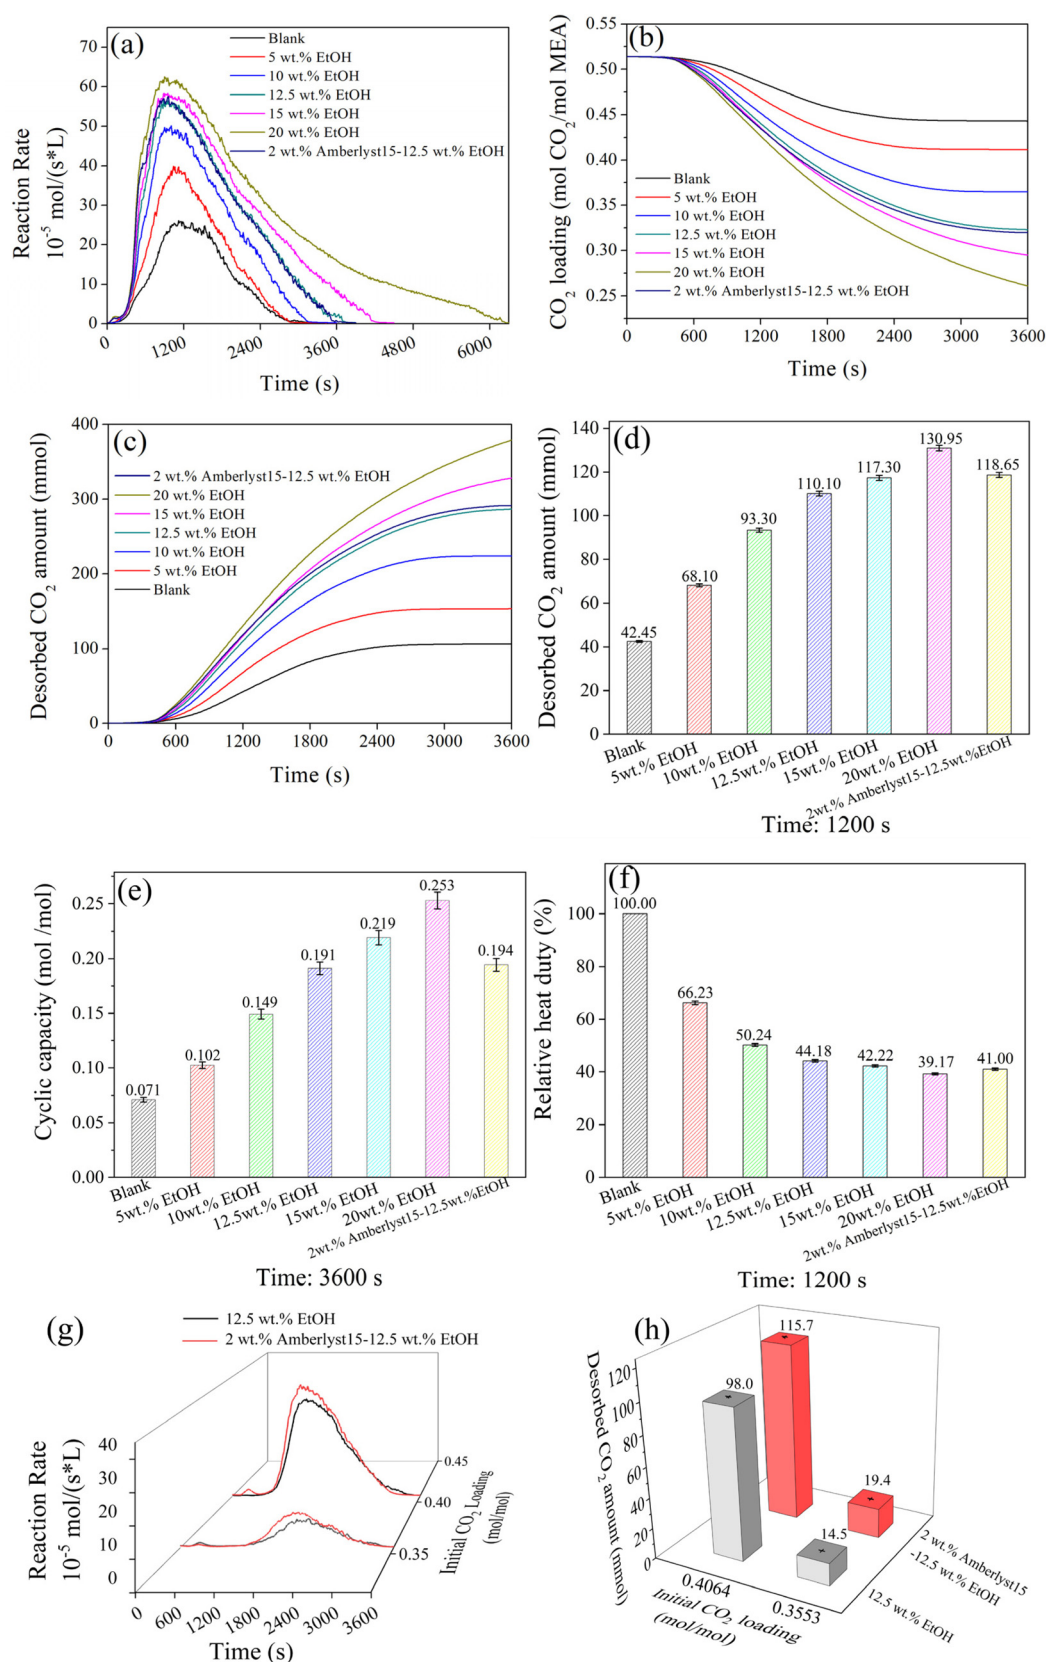 (a)
Blank
5 wt.% EtOH
10 wt.% EtOH
12.5 wt.% EtOH
15 wt.% EtOH
20 wt.% EtOH
2 wt.% Amberlyst15-12.5 wt.% EtOH
Reaction Rate
10⁻⁵ mol/(s*L)
70
60
50
40
30
20
10
0
0 1200 2400 3600 4800 6000
Time (s)
(b)
CO₂ loading (mol CO₂/mol MEA)
0.55
0.50
0.45
0.40
0.35
0.30
0.25
Blank
5 wt.% EtOH
10 wt.% EtOH
12.5 wt.% EtOH
15 wt.% EtOH
20 wt.% EtOH
2 wt.% Amberlyst15-12.5 wt.% EtOH
0 600 1200 1800 2400 3000 3600
Time (s)
(c)
Desorbed CO₂ amount (mmol)
400
300
200
100
0
2 wt.% Amberlyst15-12.5 wt.% EtOH
20 wt.% EtOH
15 wt.% EtOH
12.5 wt.% EtOH
10 wt.% EtOH
5 wt.% EtOH
Blank
0 600 1200 1800 2400 3000 3600
Time (s)
(d)
Desorbed CO₂ amount (mmol)
140
120
100
80
60
40
20
0
42.45
68.10
93.30
110.10
117.30
130.95
118.65
Blank
5wt.% EtOH
10wt.% EtOH
12.5wt.% EtOH
15wt.% EtOH
20wt.% EtOH
2wt.% Amberlyst15-12.5wt.%EtOH
Time: 1200 s
(e)
Cyclic capacity (mol /mol)
0.25
0.20
0.15
0.10
0.05
0.00
0.071
0.102
0.149
0.191
0.219
0.253
0.194
Blank
5wt.% EtOH
10wt.% EtOH
12.5wt.% EtOH
15wt.% EtOH
20wt.% EtOH
2wt.% Amberlyst15-12.5wt.%EtOH
Time: 3600 s
(f)
Relative heat duty (%)
100
80
60
40
20
0
100.00
66.23
50.24
44.18
42.22
39.17
41.00
Blank
5wt.% EtOH
10wt.% EtOH
12.5wt.% EtOH
15wt.% EtOH
20wt.% EtOH
2wt.% Amberlyst15-12.5wt.%EtOH
Time: 1200 s
(g)
12.5 wt.% EtOH
2 wt.% Amberlyst15-12.5 wt.% EtOH
Reaction Rate
10⁻⁵ mol/(s*L)
40
30
20
10
0
0 600 1200 1800 2400 3000 3600
Time (s)
0.45
0.40
0.35
Initial CO₂ Loading
(mol/mol)
(h)
Desorbed CO₂ amount (mmol)
120
100
80
60
40
20
0
98.0
115.7
14.5
19.4
0.4064
0.3553
Initial CO₂ loading
(mol/mol)
2 wt.% Amberlyst15
-12.5 wt.% EtOH
12.5 wt.% EtOH